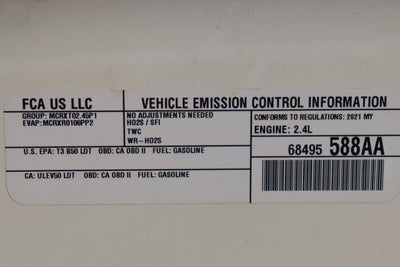 FCA US LLC
VEHICLE EMISSION CONTROL INFORMATION
GROUP: MCRXT02.45P1
EVAP: MCRXR0106PP2
NO ADJUSTMENTS NEEDED
HO2S / SFI
TWC
WR-HO2S
CONFORMS TO REGULATIONS: 2021 MY
ENGINE: 2.4L
U.S. EPA: T3 B50 LDT OBD: CA OBD II FUEL: GASOLINE
68495 588AA
CA: ULEV50 LDT OBD: CA OBD II FUEL: GASOLINE